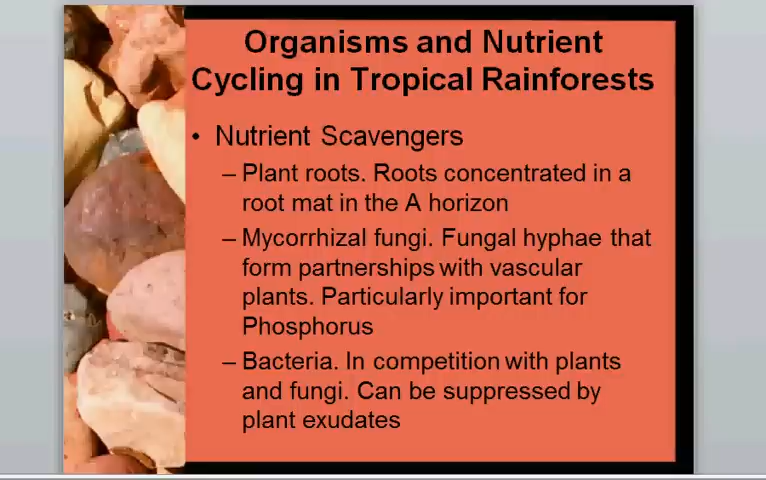 Organisms and Nutrient
Cycling in Tropical Rainforests
• Nutrient Scavengers
– Plant roots. Roots concentrated in a
root mat in the A horizon
– Mycorrhizal fungi. Fungal hyphae that
form partnerships with vascular
plants. Particularly important for
Phosphorus
– Bacteria. In competition with plants
and fungi. Can be suppressed by
plant exudates